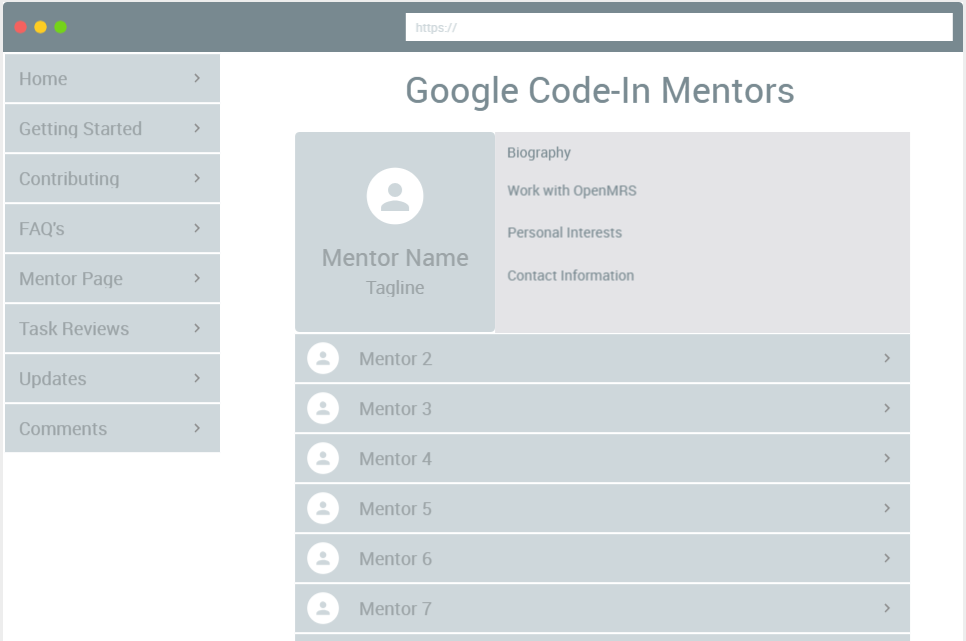 https://
Home
Getting Started
Contributing
FAQ's
Mentor Page
Task Reviews
Updates
Comments
Google Code-In Mentors
Mentor Name
Tagline
Biography
Work with OpenMRS
Personal Interests
Contact Information
Mentor 2
Mentor 3
Mentor 4
Mentor 5
Mentor 6
Mentor 7